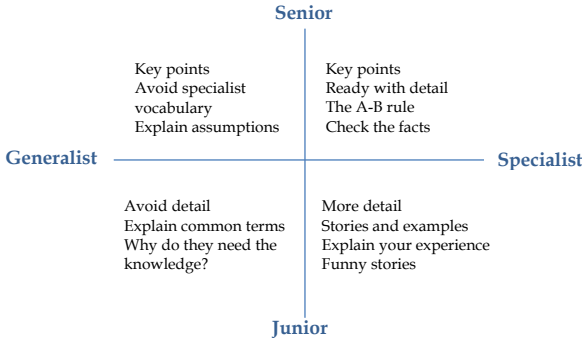 Senior
Key points
Avoid specialist
vocabulary
Explain assumptions
Key points
Ready with detail
The A-B rule
Check the facts
Generalist
Specialist
Avoid detail
Explain common terms
Why do they need the
knowledge?
More detail
Stories and examples
Explain your experience
Funny stories
Junior